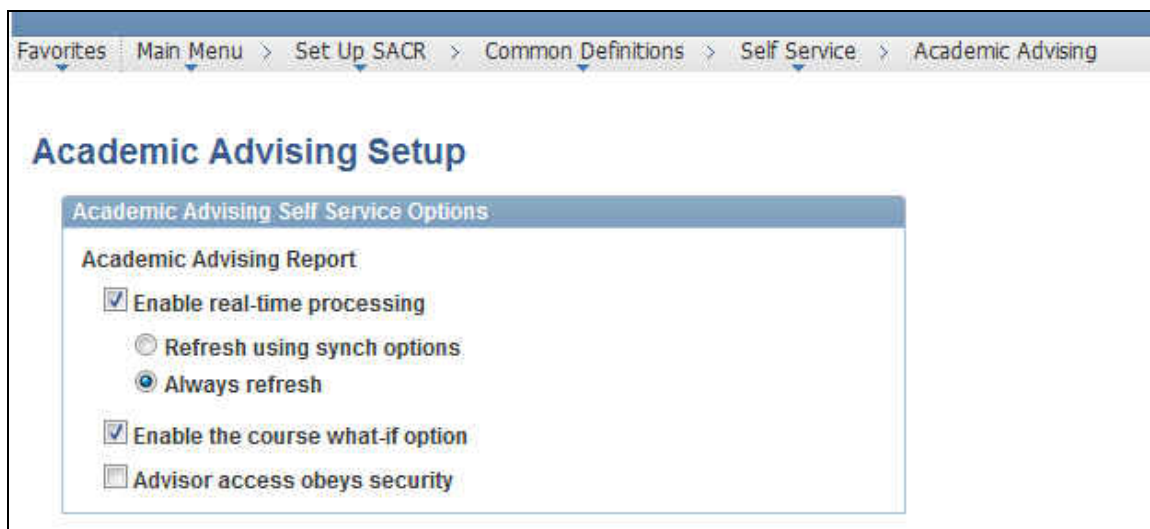 Favorites Main Menu > Set Up SACR > Common Definitions > Self Service > Academic Advising
Academic Advising Setup
Academic Advising Self Service Options
Academic Advising Report
Enable real-time processing
Refresh using synch options
Always refresh
Enable the course what-if option
Advisor access obeys security